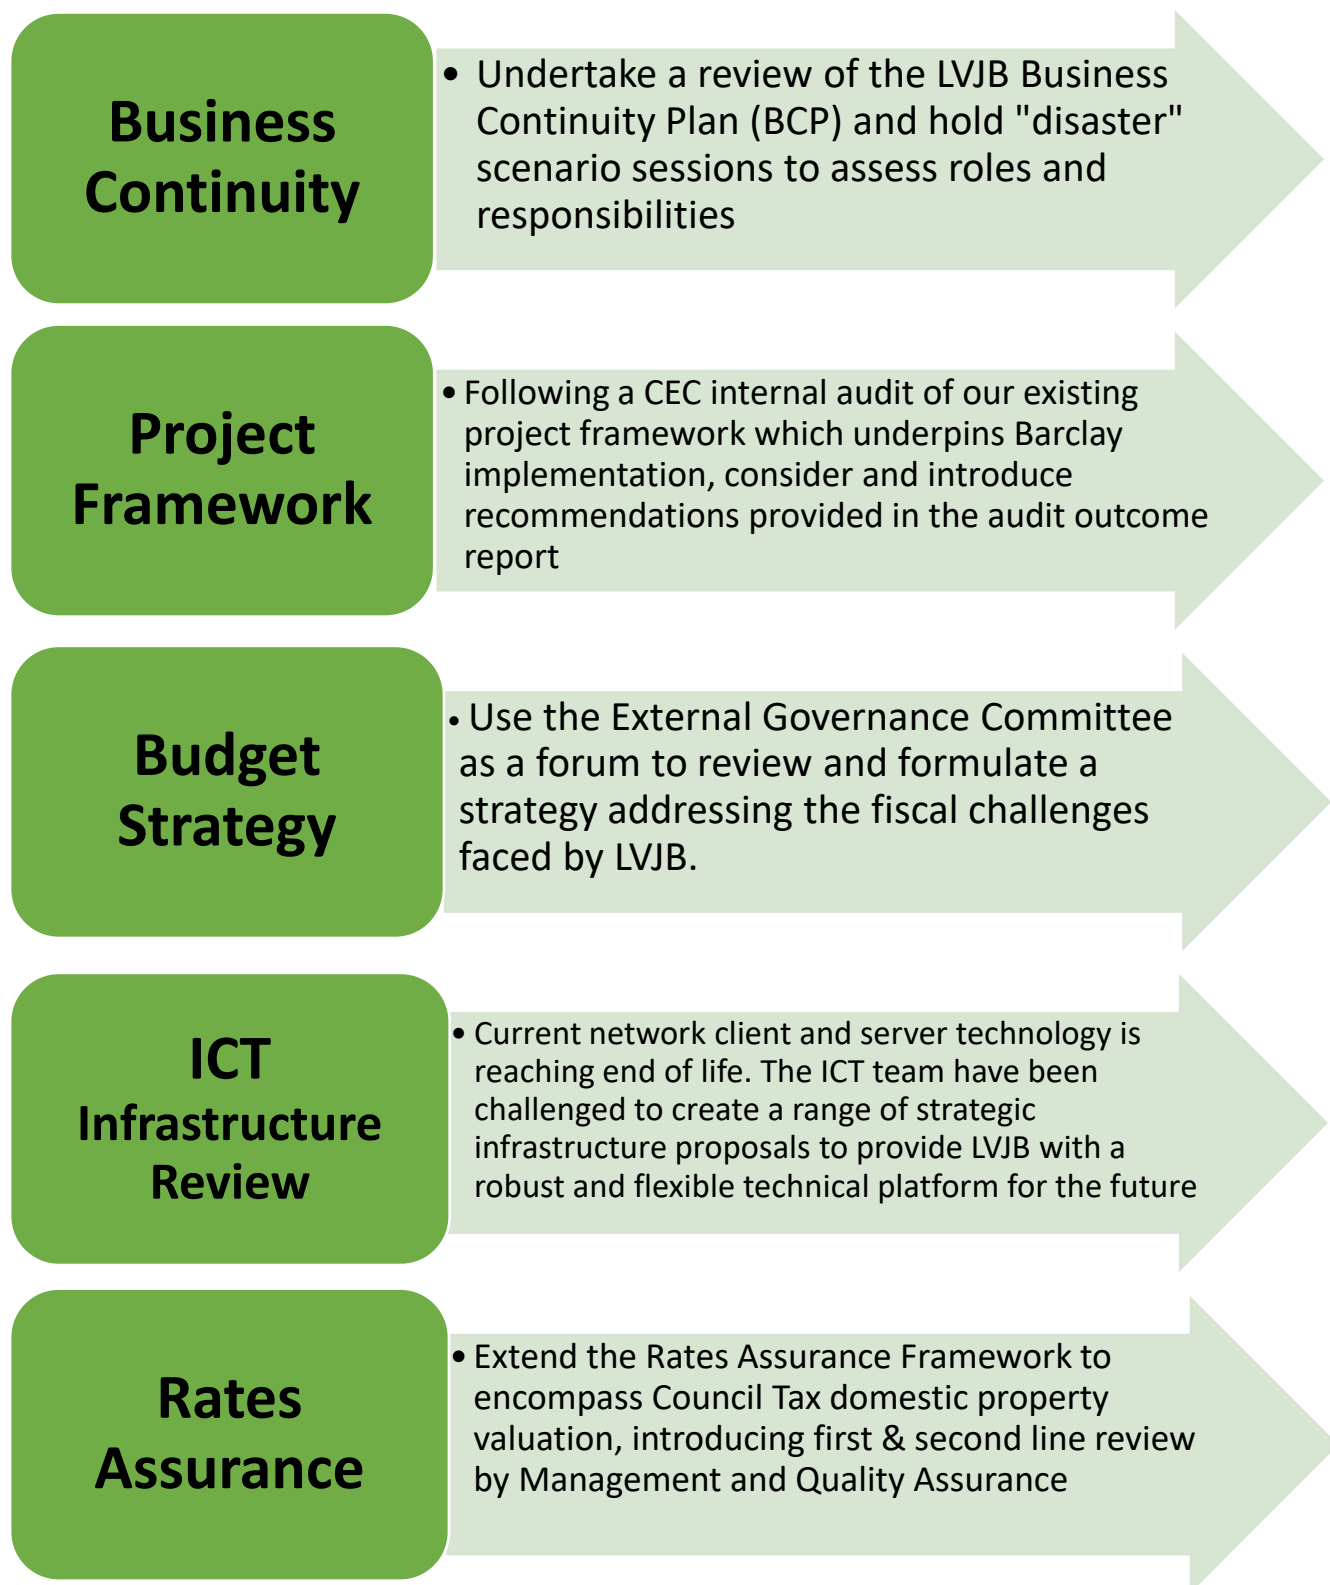 Business
Continuity
• Undertake a review of the LVJB Business
Continuity Plan (BCP) and hold "disaster"
scenario sessions to assess roles and
responsibilities
Project
Framework
• Following a CEC internal audit of our existing
project framework which underpins Barclay
implementation, consider and introduce
recommendations provided in the audit outcome
report
Budget
Strategy
• Use the External Governance Committee
as a forum to review and formulate a
strategy addressing the fiscal challenges
faced by LVJB.
ICT
Infrastructure
Review
• Current network client and server technology is
reaching end of life. The ICT team have been
challenged to create a range of strategic
infrastructure proposals to provide LVJB with a
robust and flexible technical platform for the future
Rates
Assurance
• Extend the Rates Assurance Framework to
encompass Council Tax domestic property
valuation, introducing first & second line review
by Management and Quality Assurance